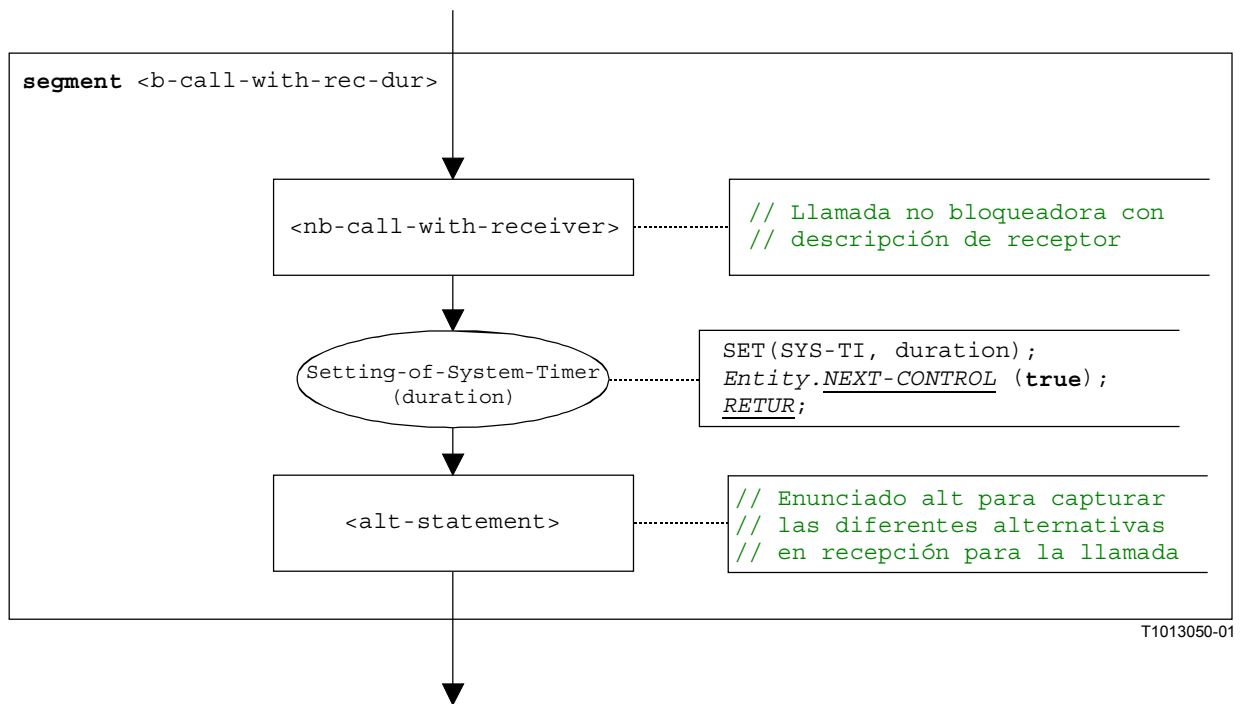 segment <b-call-with-rec-dur>
<nb-call-with-receiver>
// Llamada no bloqueadora con
// descripción de receptor
Setting-of-System-Timer
(duration)
SET(SYS-TI, duration);
Entity.NEXT-CONTROL (true);
RETUR;
<alt-statement>
// Enunciado alt para capturar
// las diferentes alternativas
// en recepción para la llamada
T1013050-01